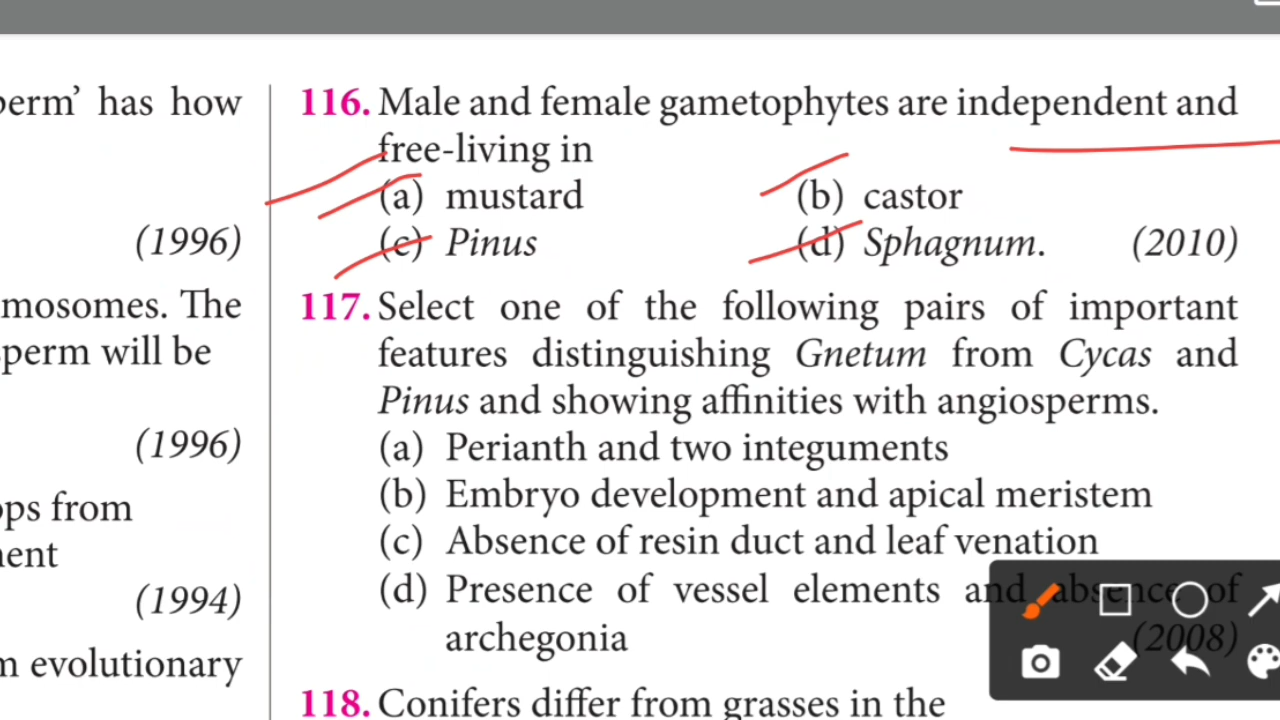 perm’ has how
(1996)
mosomes. The
perm will be
(1996)
ps from
ent
(1994)
evolutionary
116. Male and female gametophytes are independent and
free-living in
(a) mustard (b) castor
(c) Pinus (d) Sphagnum. (2010)
117. Select one of the following pairs of important
features distinguishing Gnetum from Cycas and
Pinus and showing affinities with angiosperms.
(a) Perianth and two integuments
(b) Embryo development and apical meristem
(c) Absence of resin duct and leaf venation
(d) Presence of vessel elements and absence of
archegonia (2008)
118. Conifers differ from grasses in the